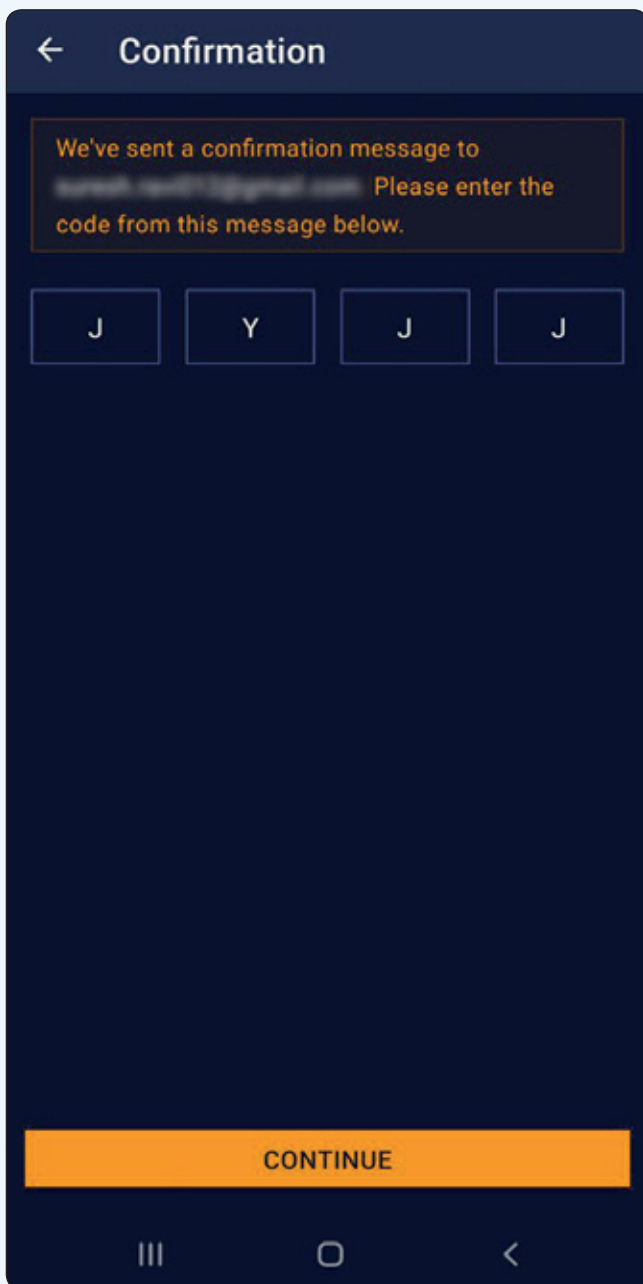 Confirmation
We've sent a confirmation message to
Please enter the
code from this message below.
J Y J J
CONTINUE